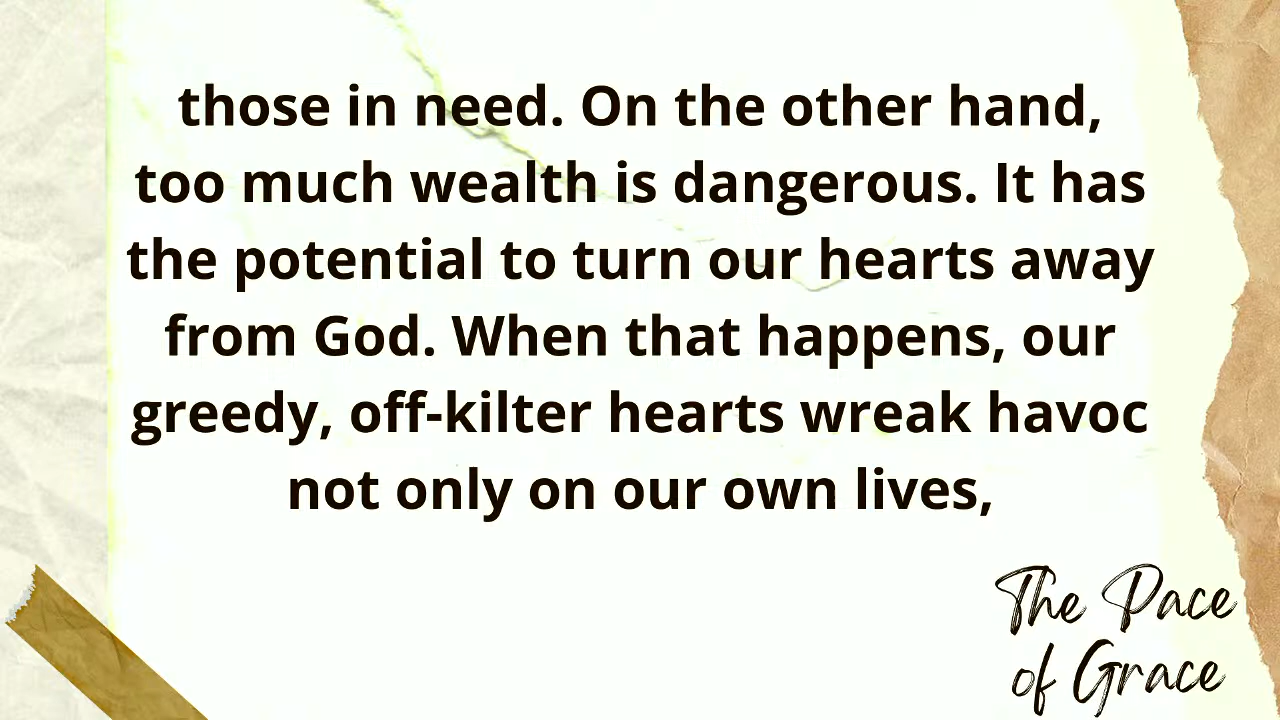 those in need. On the other hand,
too much wealth is dangerous. It has
the potential to turn our hearts away
from God. When that happens, our
greedy, off-kilter hearts wreak havoc
not only on our own lives,
The Pace
of Grace